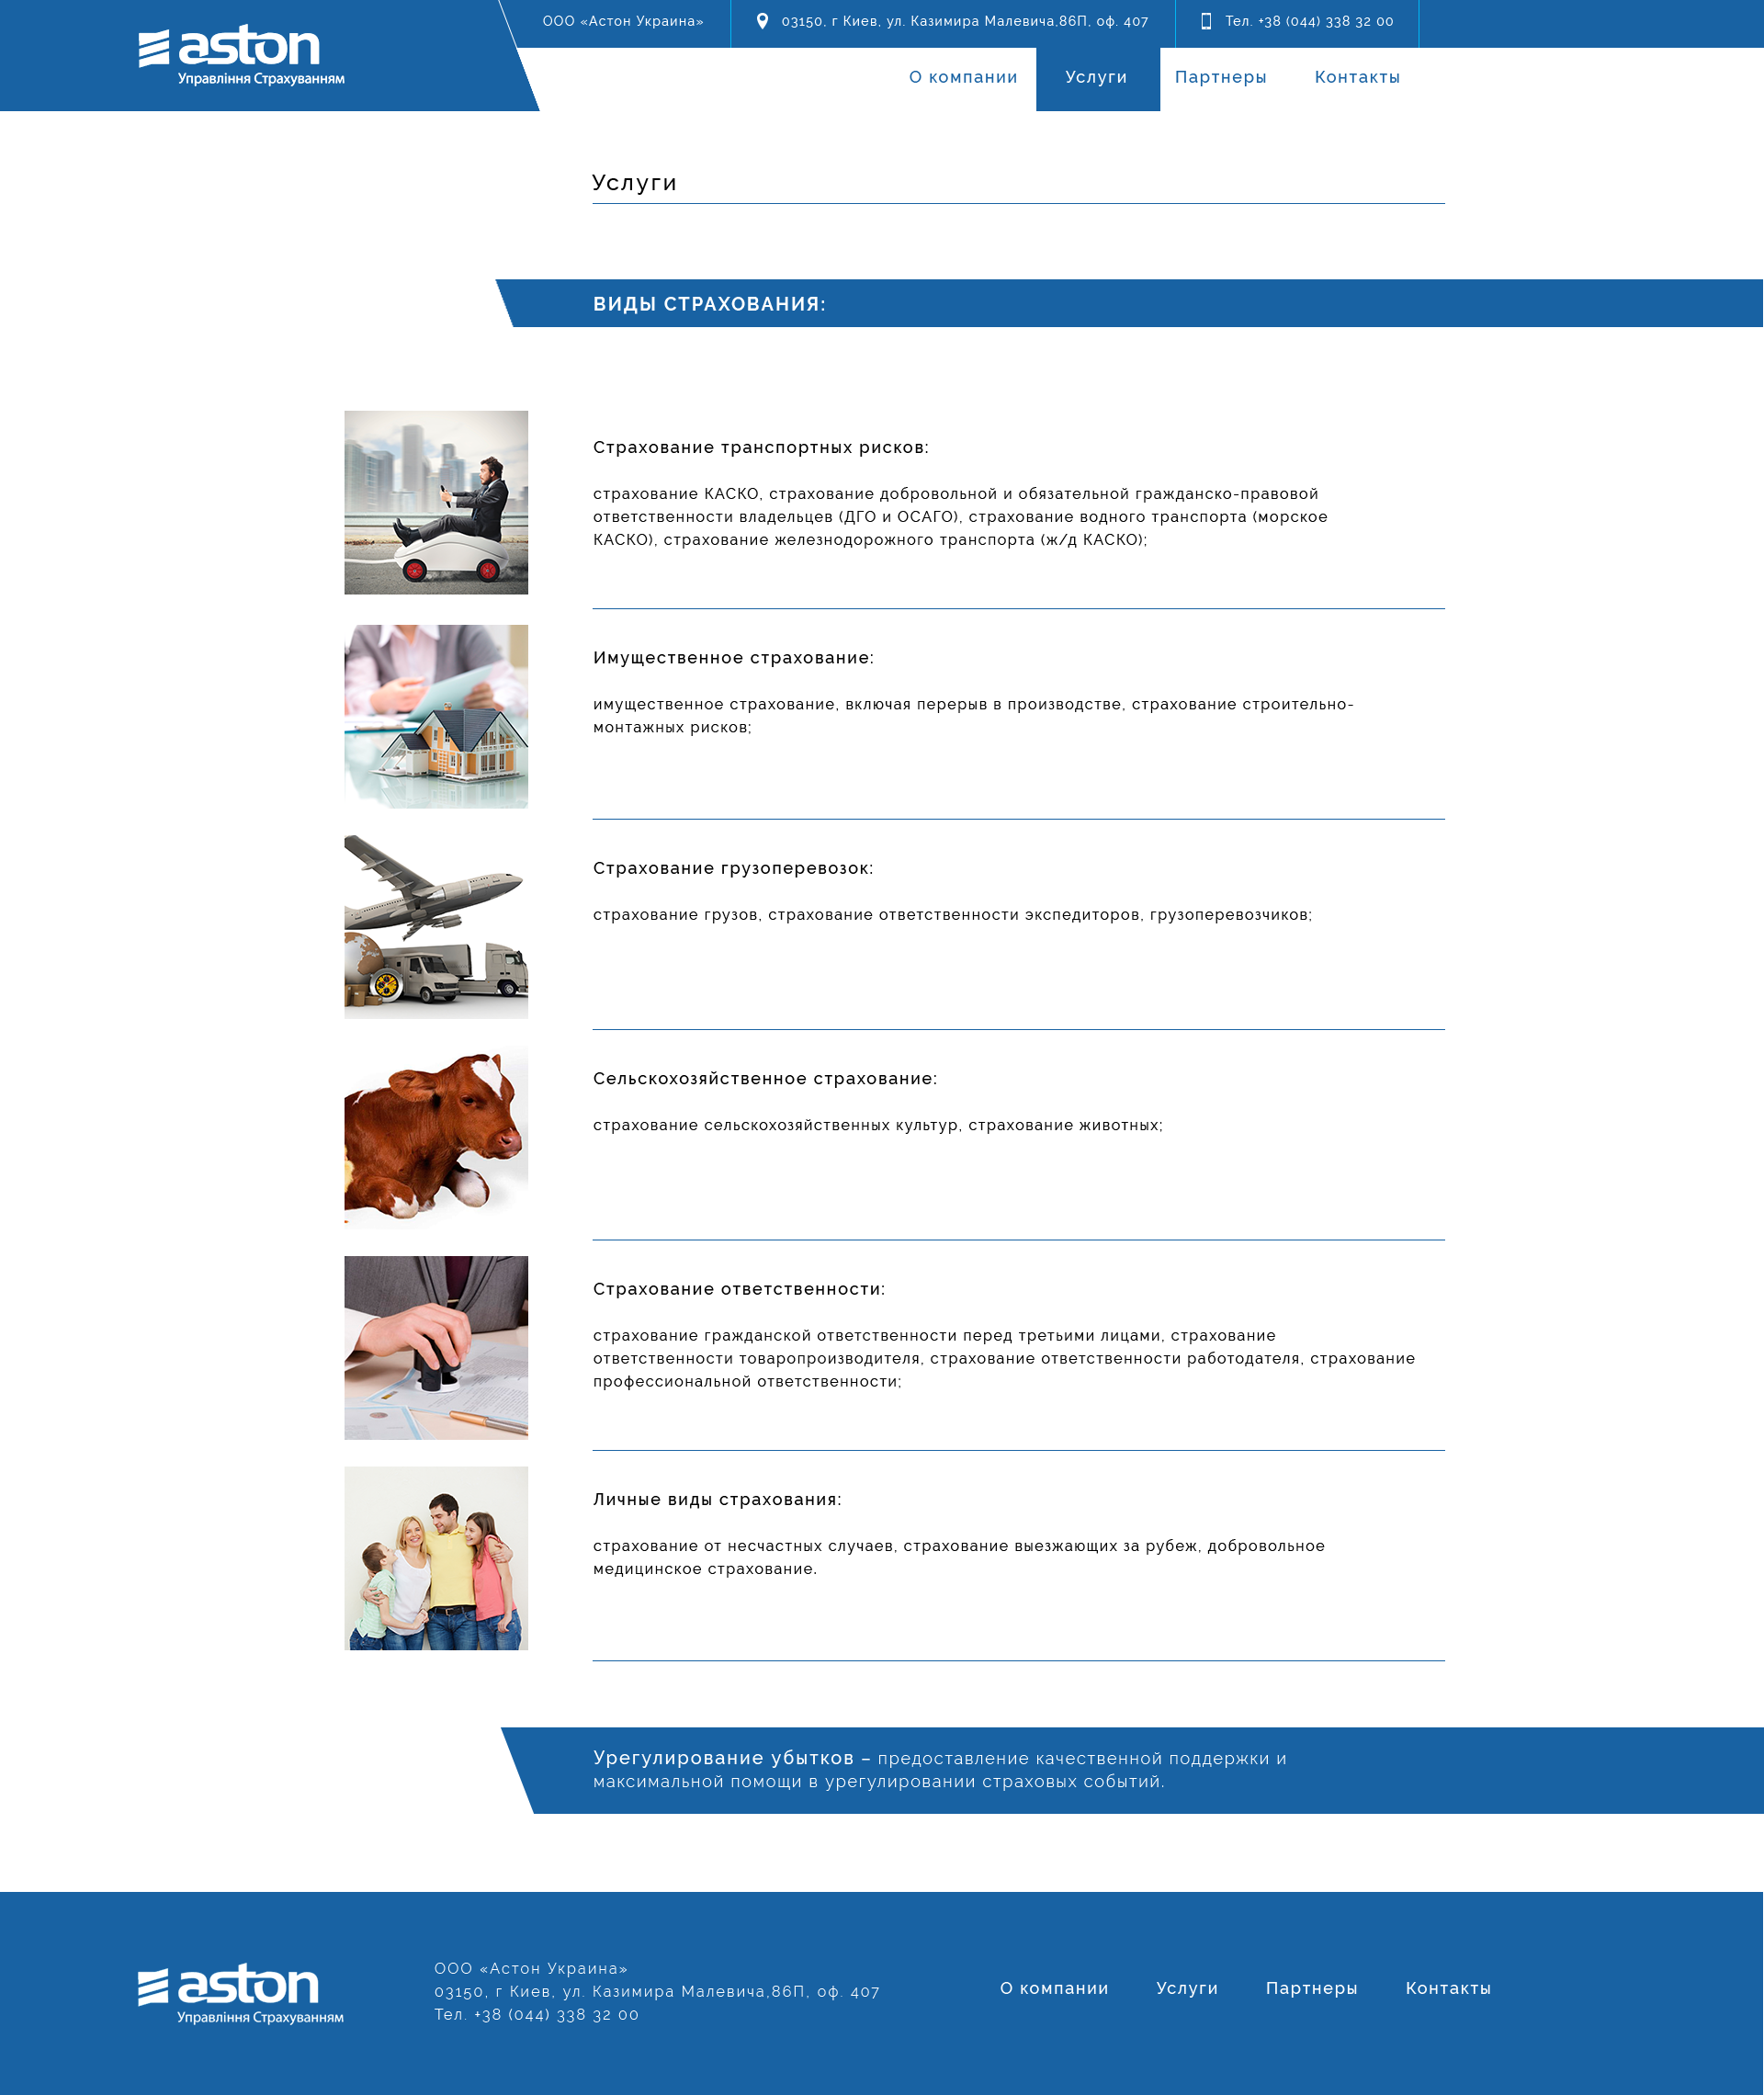 aston
Управління Страхуванням
ООО «Астон Украина»
03150, г Киев, ул. Казимира Малевича,86П, оф. 407
Тел. +38 (044) 338 32 00
О компании
Услуги
Партнеры
Контакты
Услуги
ВИДЫ СТРАХОВАНИЯ:
Страхование транспортных рисков:
страхование КАСКО, страхование добровольной и обязательной гражданско-правовой
ответственности владельцев (ДГО и ОСАГО), страхование водного транспорта (морское
КАСКО), страхование железнодорожного транспорта (ж/д КАСКО);
Имущественное страхование:
имущественное страхование, включая перерыв в производстве, страхование строительно-
монтажных рисков;
Страхование грузоперевозок:
страхование грузов, страхование ответственности экспедиторов, грузоперевозчиков;
Сельскохозяйственное страхование:
страхование сельскохозяйственных культур, страхование животных;
Страхование ответственности:
страхование гражданской ответственности перед третьими лицами, страхование
ответственности товаропроизводителя, страхование ответственности работодателя, страхование
профессиональной ответственности;
Личные виды страхования:
страхование от несчастных случаев, страхование выезжающих за рубеж, добровольное
медицинское страхование.
Урегулирование убытков – предоставление качественной поддержки и
максимальной помощи в урегулировании страховых событий.
aston
Управління Страхуванням
ООО «Астон Украина»
03150, г Киев, ул. Казимира Малевича,86П, оф. 407
Тел. +38 (044) 338 32 00
О компании
Услуги
Партнеры
Контакты